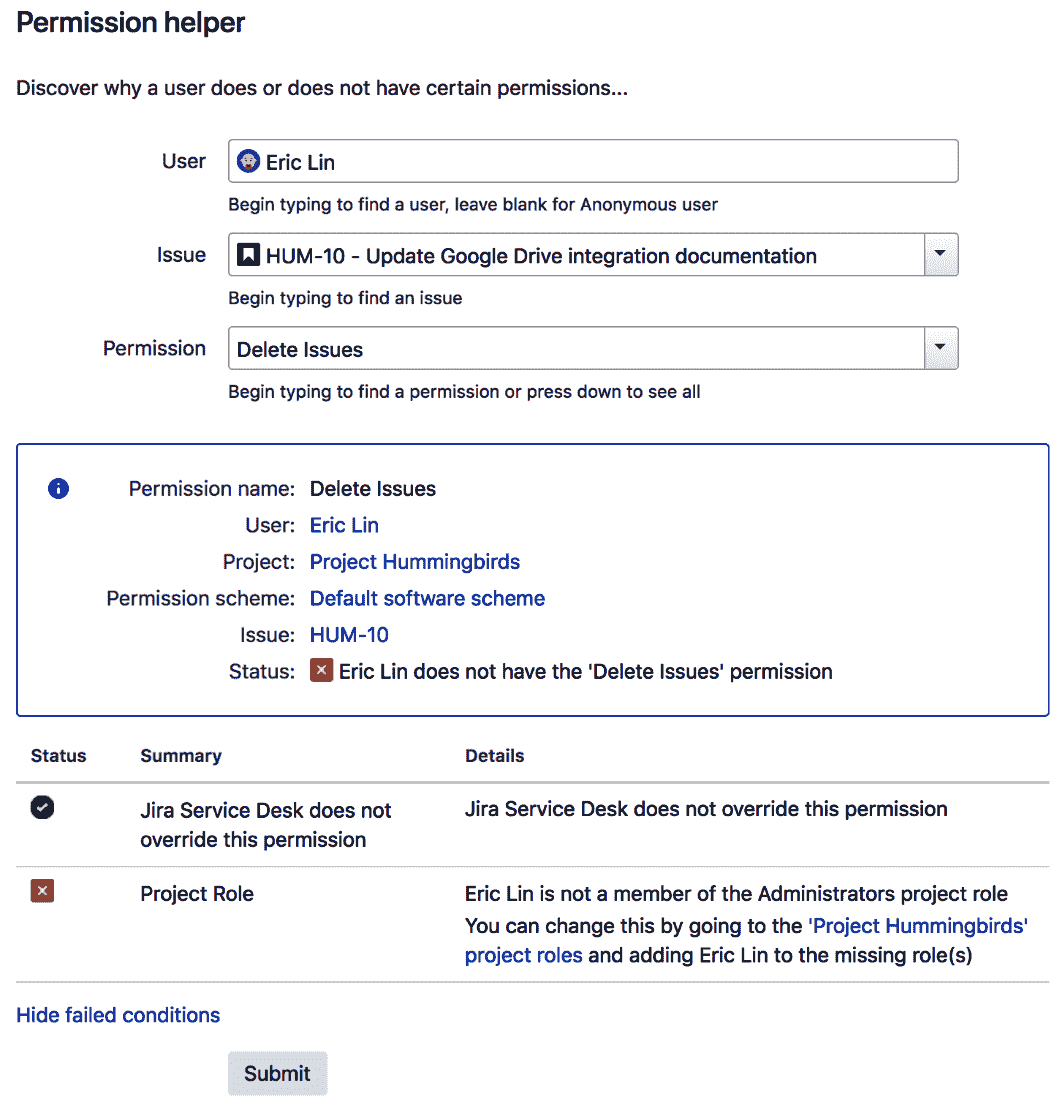 Permission helper
Discover why a user does or does not have certain permissions...
User
Eric Lin
Begin typing to find a user, leave blank for Anonymous user
Issue
HUM-10 - Update Google Drive integration documentation
Begin typing to find an issue
Permission
Delete Issues
Begin typing to find a permission or press down to see all
Permission name: Delete Issues
User: Eric Lin
Project: Project Hummingbirds
Permission scheme: Default software scheme
Issue: HUM-10
Status: Eric Lin does not have the 'Delete Issues' permission
Status Summary Details
Jira Service Desk does not
override this permission
Jira Service Desk does not override this permission
Project Role
Eric Lin is not a member of the Administrators project role
You can change this by going to the 'Project Hummingbirds'
project roles and adding Eric Lin to the missing role(s)
Hide failed conditions
Submit